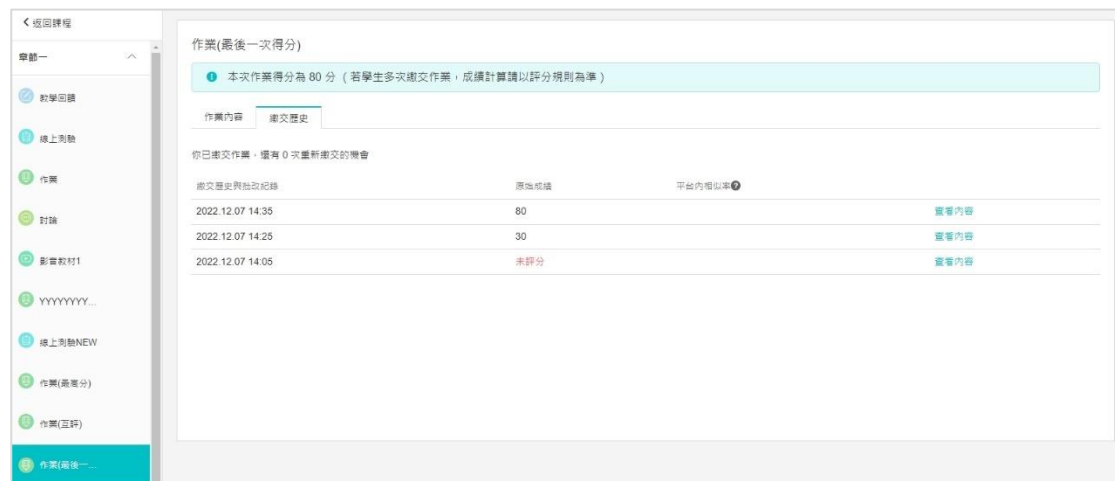 返回課程
章節一
教學回饋
線上測驗
作業
討論
影音教材1
YYYYYYYY...
線上測驗NEW
作業(最高分)
作業(互評)
作業(最後一...
作業(最後一次得分)
本次作業得分為 80 分 ( 若學生多次繳交作業，成績計算請以評分規則為準 )
作業內容 繳交歷史
你已繳交作業，還有 0 次重新繳交的機會
繳交歷史與批改紀錄 原始成績 平台內相似率?
2022.12.07 14:35 80 查看內容
2022.12.07 14:25 30 查看內容
2022.12.07 14:05 未評分 查看內容